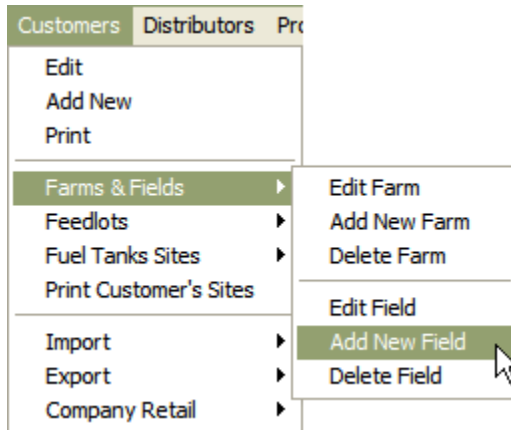 Customers Distributors Pro
Edit
Add New
Print
Farms & Fields
Feedlots
Fuel Tanks Sites
Print Customer's Sites
Import
Export
Company Retail
Edit Farm
Add New Farm
Delete Farm
Edit Field
Add New Field
Delete Field